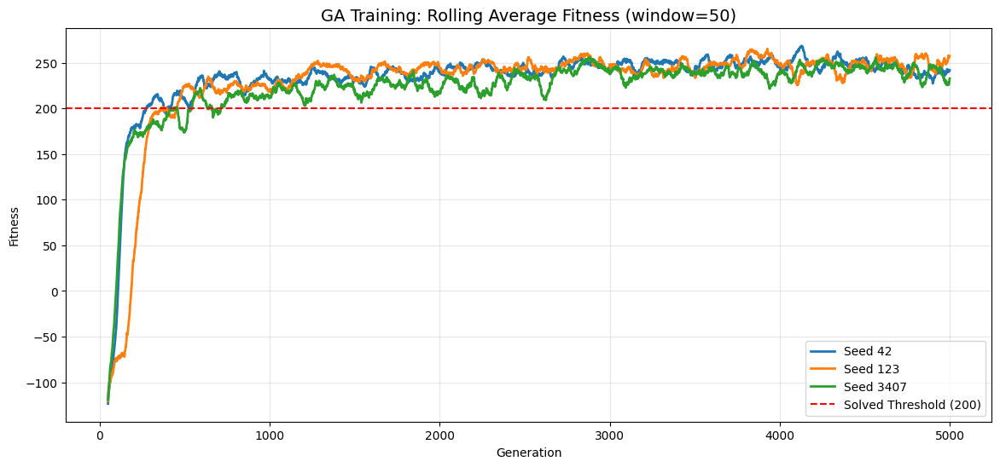 GA Training: Rolling Average Fitness (window=50)
Fitness
250
200
150
100
50
0
−50
−100
0
1000
2000
3000
4000
5000
Generation
Seed 42
Seed 123
Seed 3407
Solved Threshold (200)